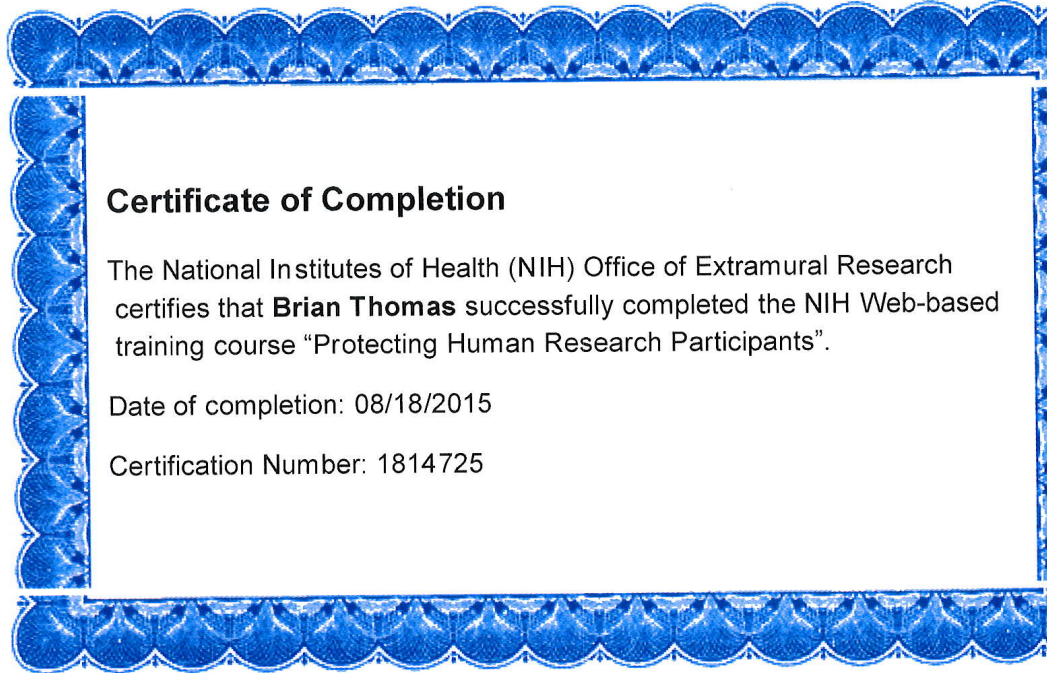 Certificate of Completion
The National Institutes of Health (NIH) Office of Extramural Research
certifies that Brian Thomas successfully completed the NIH Web-based
training course “Protecting Human Research Participants”.
Date of completion: 08/18/2015
Certification Number: 1814725